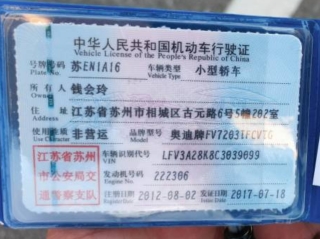 中华人民共和国机动车行驶证
Vehicle License of the People's Republic of China
号牌号码 苏EN1A16 车辆类型 小型轿车
Plate No. Vehicle Type
所有人 钱会玲
Owner
住址 江苏省苏州市相城区古元路6号5幢202室
Address
使用性质 非营运 品牌型号 奥迪牌FV7203TFCVTG
Use Character Model
江苏省苏州市公安局交通警察支队
车辆识别代号 LFV3A28K8C3039099
VIN
发动机号码 222306
Engine No.
注册日期 2012-08-02 发证日期 2017-07-18
Register Date Issue Date